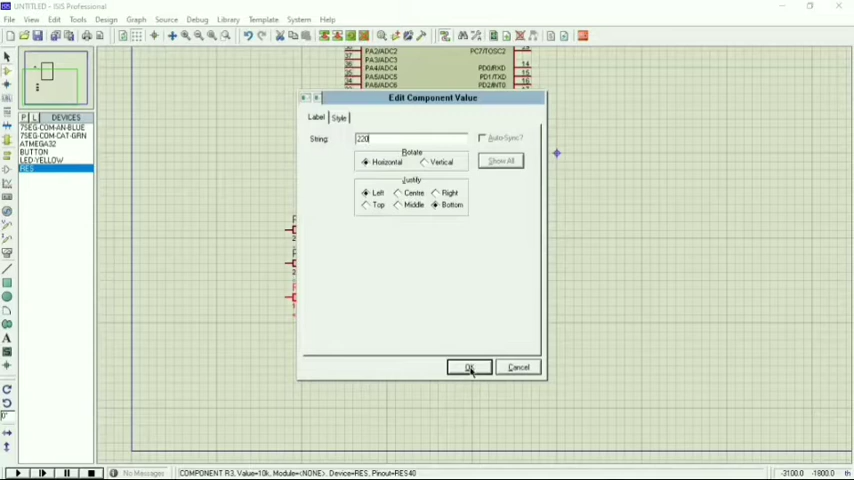 UNTITLED - ISIS Professional
File View Edit Tools Design Graph Source Debug Library Template System Help
PA2/ADC2 PC7/TOSC2
PA3/ADC3
PA4/ADC4 PD0/RXD 14
PA5/ADC5 PD1/TXD 15
PA6/ADC6 PD2/INT0
Edit Component Value
Label Style
String: 220 Auto-Sync?
Rotate
Horizontal Vertical Show All
Justify
Left Centre Right
Top Middle Bottom
OK Cancel
P L DEVICES
7SEG-COM-AN-BLUE
7SEG-COM-CAT-GRN
ATMEGA32
BUTTON
LED-YELLOW
RES
No Messages COMPONENT R3, Value=10k, Module=<NONE>, Device=RES, Pinout=RES40 -3100.0 -1800.0 th